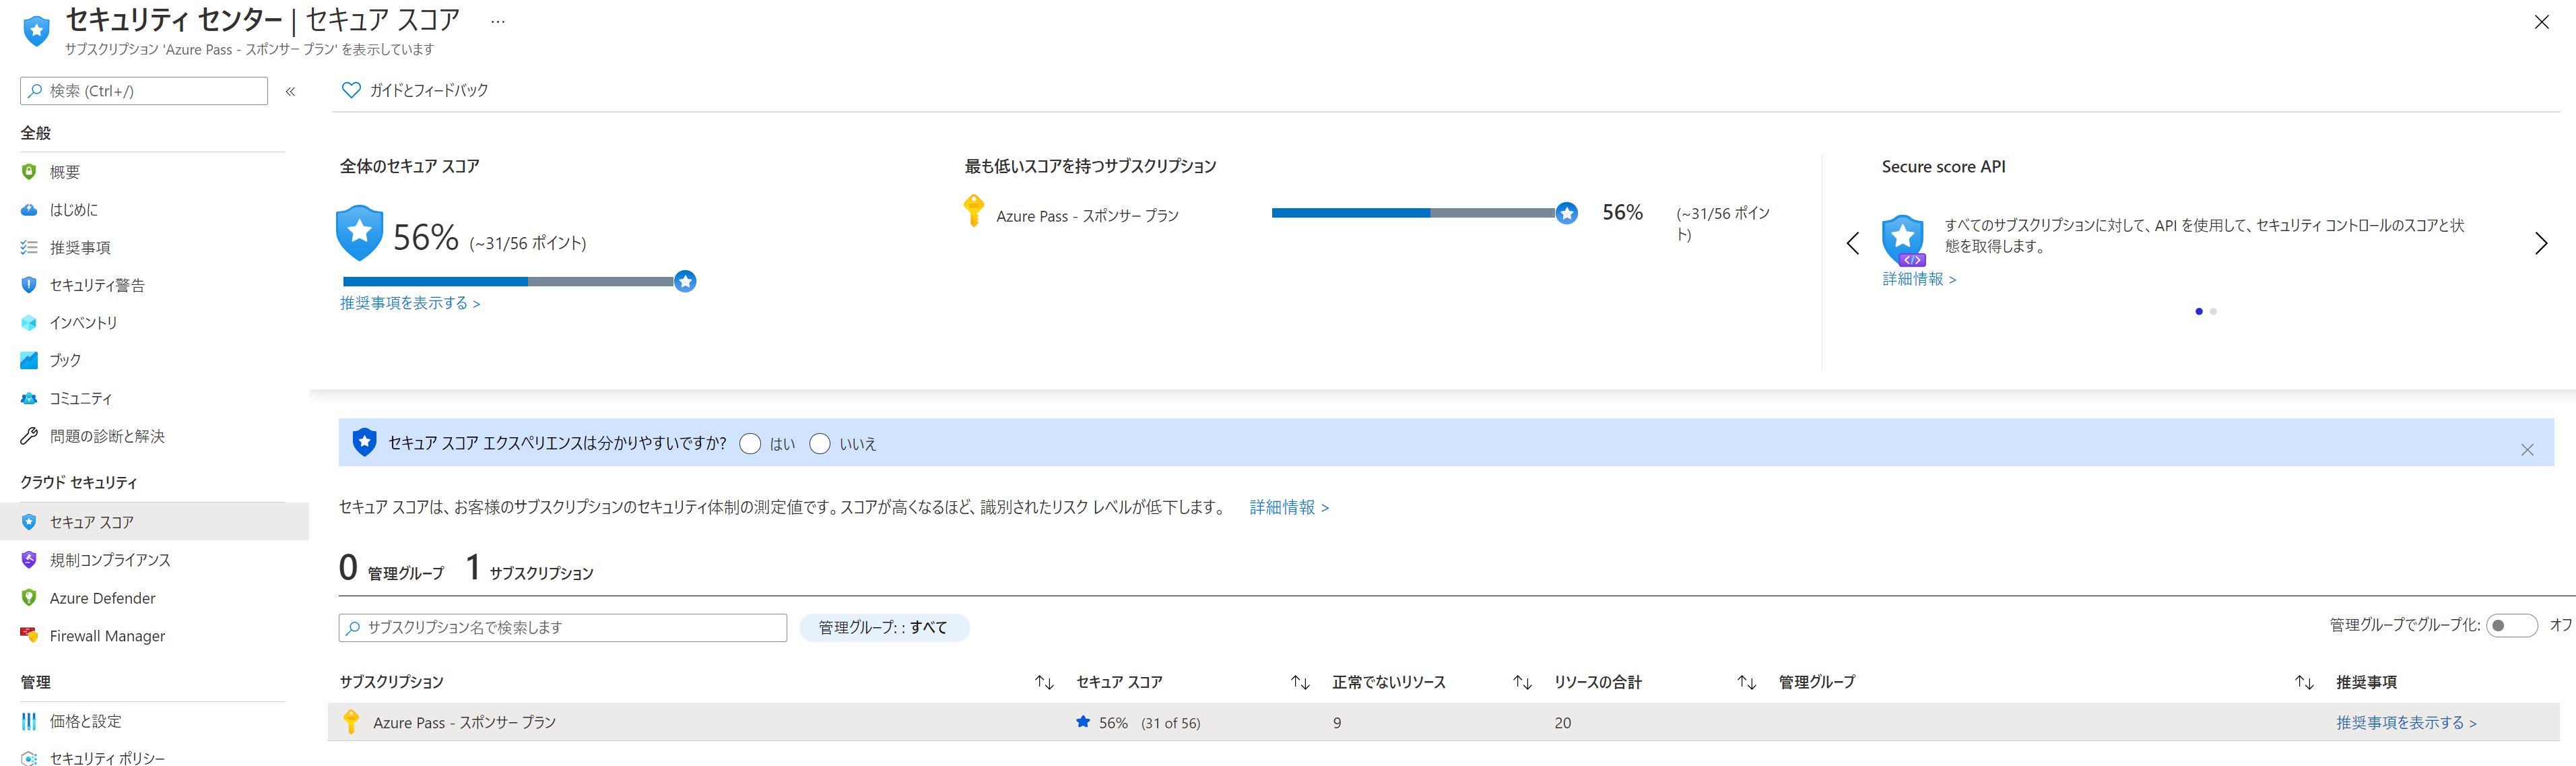 セキュリティ センター | セキュア スコア ...
サブスクリプション 'Azure Pass - スポンサー プラン' を表示しています
検索 (Ctrl+/)
«
全般
概要
はじめに
推奨事項
セキュリティ警告
インベントリ
ブック
コミュニティ
問題の診断と解決
クラウド セキュリティ
セキュア スコア
規制コンプライアンス
Azure Defender
Firewall Manager
管理
価格と設定
セキュリティ ポリシー
ガイドとフィードバック
全体のセキュア スコア
56% (~31/56 ポイント)
推奨事項を表示する >
最も低いスコアを持つサブスクリプション
Azure Pass - スポンサー プラン
56%
(~31/56 ポイン
ト)
Secure score API
すべてのサブスクリプションに対して、API を使用して、セキュリティ コントロールのスコアと状
態を取得します。
詳細情報 >
セキュア スコア エクスペリエンスは分かりやすいですか? はい いいえ
セキュア スコアは、お客様のサブスクリプションのセキュリティ体制の測定値です。スコアが高くなるほど、識別されたリスク レベルが低下します。 詳細情報 >
0 管理グループ 1 サブスクリプション
サブスクリプション名で検索します
管理グループ: : すべて
管理グループでグループ化: オフ
サブスクリプション ↑↓ セキュア スコア ↑↓ 正常でないリソース ↑↓ リソースの合計 ↑↓ 管理グループ ↑↓ 推奨事項
Azure Pass - スポンサー プラン 56% (31 of 56) 9 20 推奨事項を表示する >